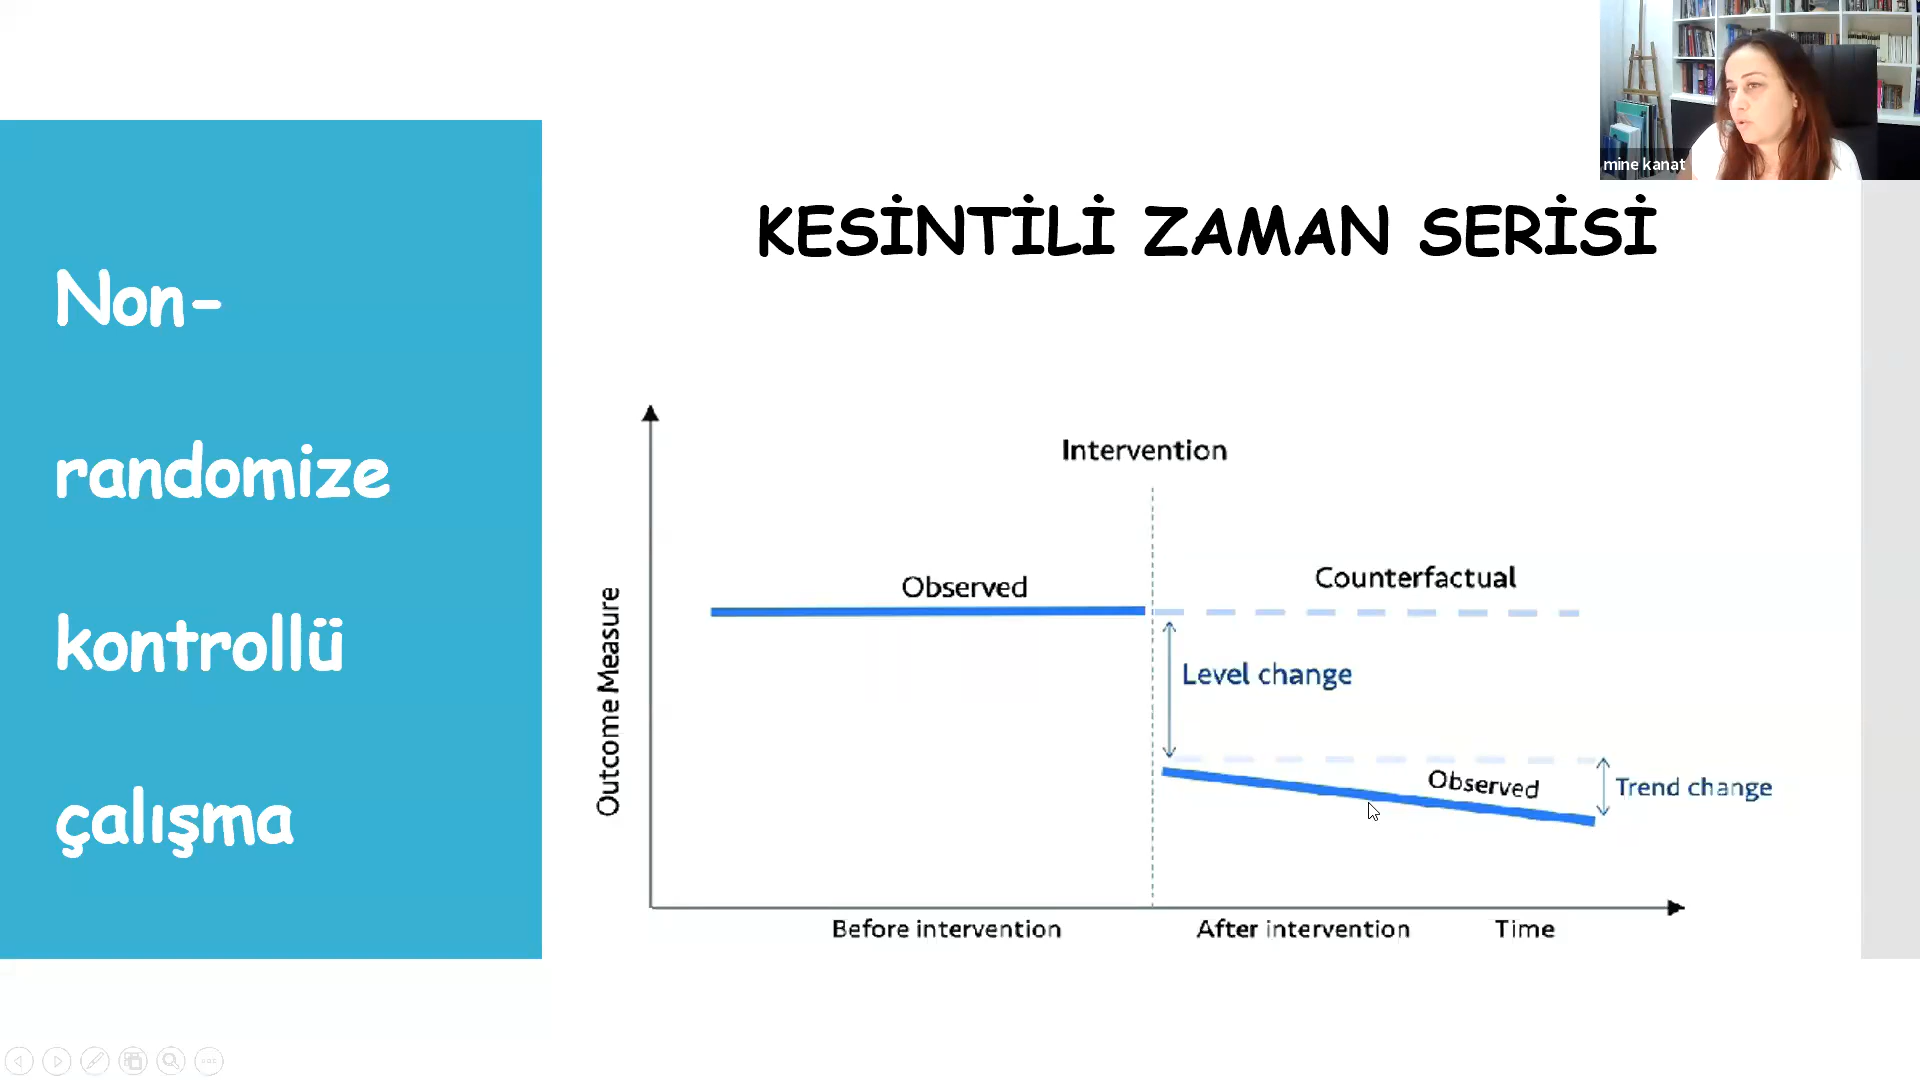 mine kanat
KESİNTİLİ ZAMAN SERİSİ
Non-
randomize
kontrollü
çalışma
Intervention
Observed
Counterfactual
Outcome Measure
Level change
Observed
Trend change
Before intervention
After intervention
Time